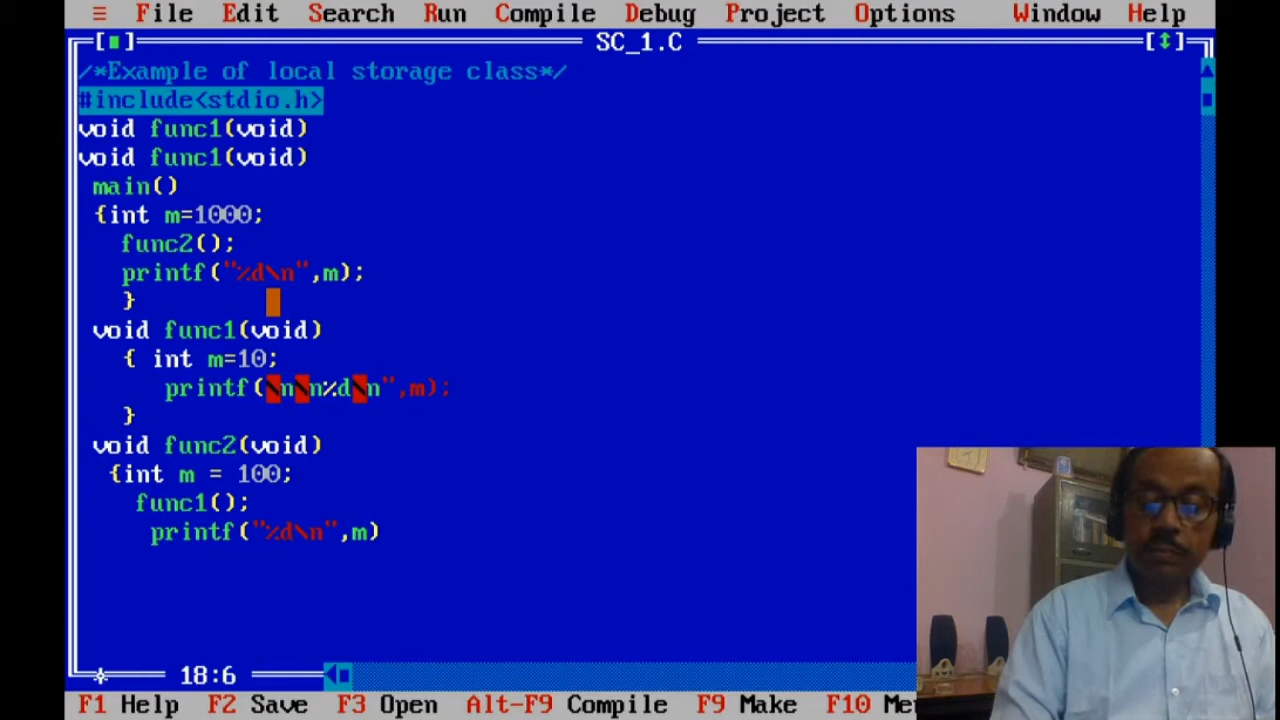 ≡ File Edit Search Run Compile Debug Project Options Window Help
[■] SC_1.C [↕]
/*Example of local storage class*/
#include<stdio.h>
void func1(void)
void func1(void)
main()
{int m=1000;
func2();
printf("%d\n",m);
}
void func1(void)
{ int m=10;
printf(\n\n%d\n",m);
}
void func2(void)
{int m = 100;
func1();
printf("%d\n",m)
18:6
F1 Help F2 Save F3 Open Alt-F9 Compile F9 Make F10 Me